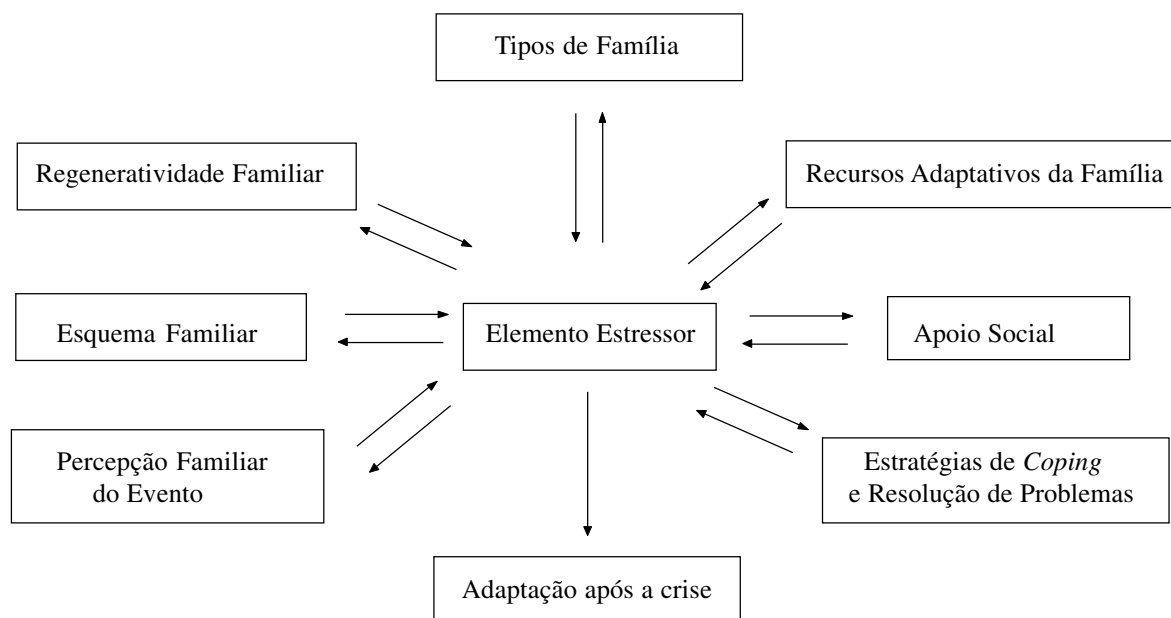 Tipos de Família
Regeneratividade Familiar
Recursos Adaptativos da Família
Esquema Familiar
Elemento Estressor
Apoio Social
Percepção Familiar
do Evento
Estratégias de Coping
e Resolução de Problemas
Adaptação após a crise